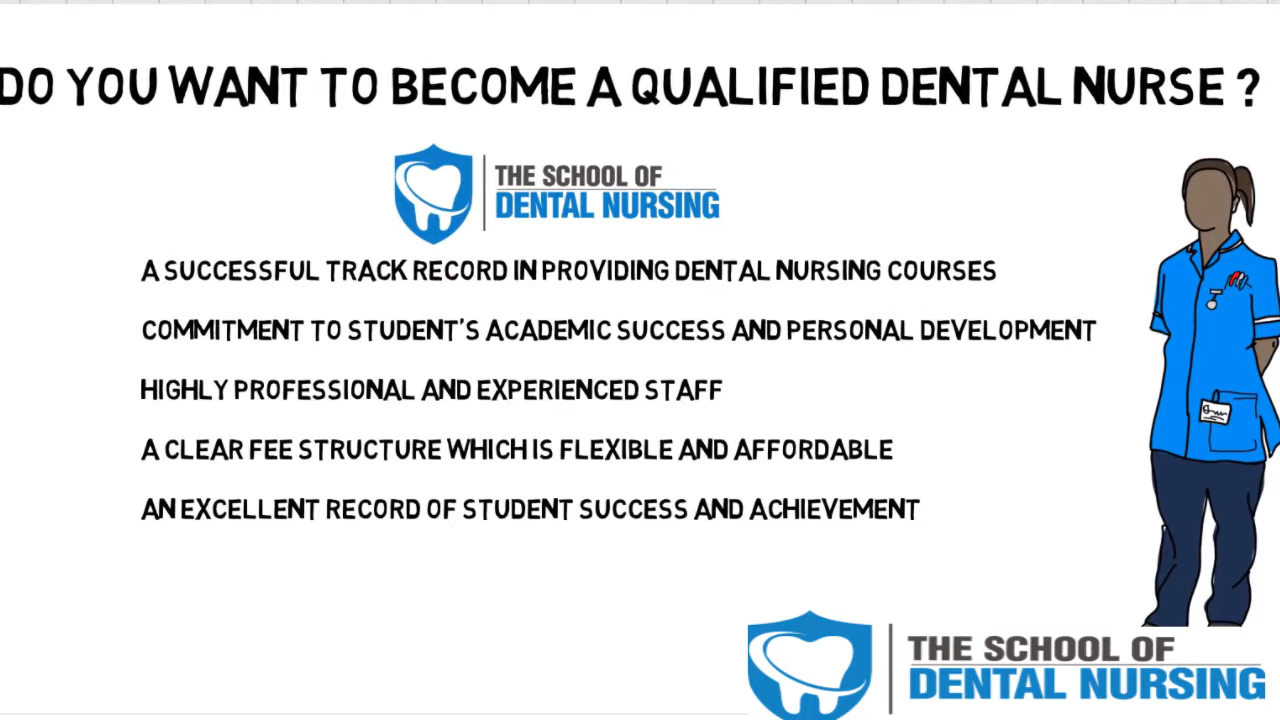 DO YOU WANT TO BECOME A QUALIFIED DENTAL NURSE ?
THE SCHOOL OF
DENTAL NURSING
A SUCCESSFUL TRACK RECORD IN PROVIDING DENTAL NURSING COURSES
COMMITMENT TO STUDENT'S ACADEMIC SUCCESS AND PERSONAL DEVELOPMENT
HIGHLY PROFESSIONAL AND EXPERIENCED STAFF
A CLEAR FEE STRUCTURE WHICH IS FLEXIBLE AND AFFORDABLE
AN EXCELLENT RECORD OF STUDENT SUCCESS AND ACHIEVEMENT
THE SCHOOL OF
DENTAL NURSING